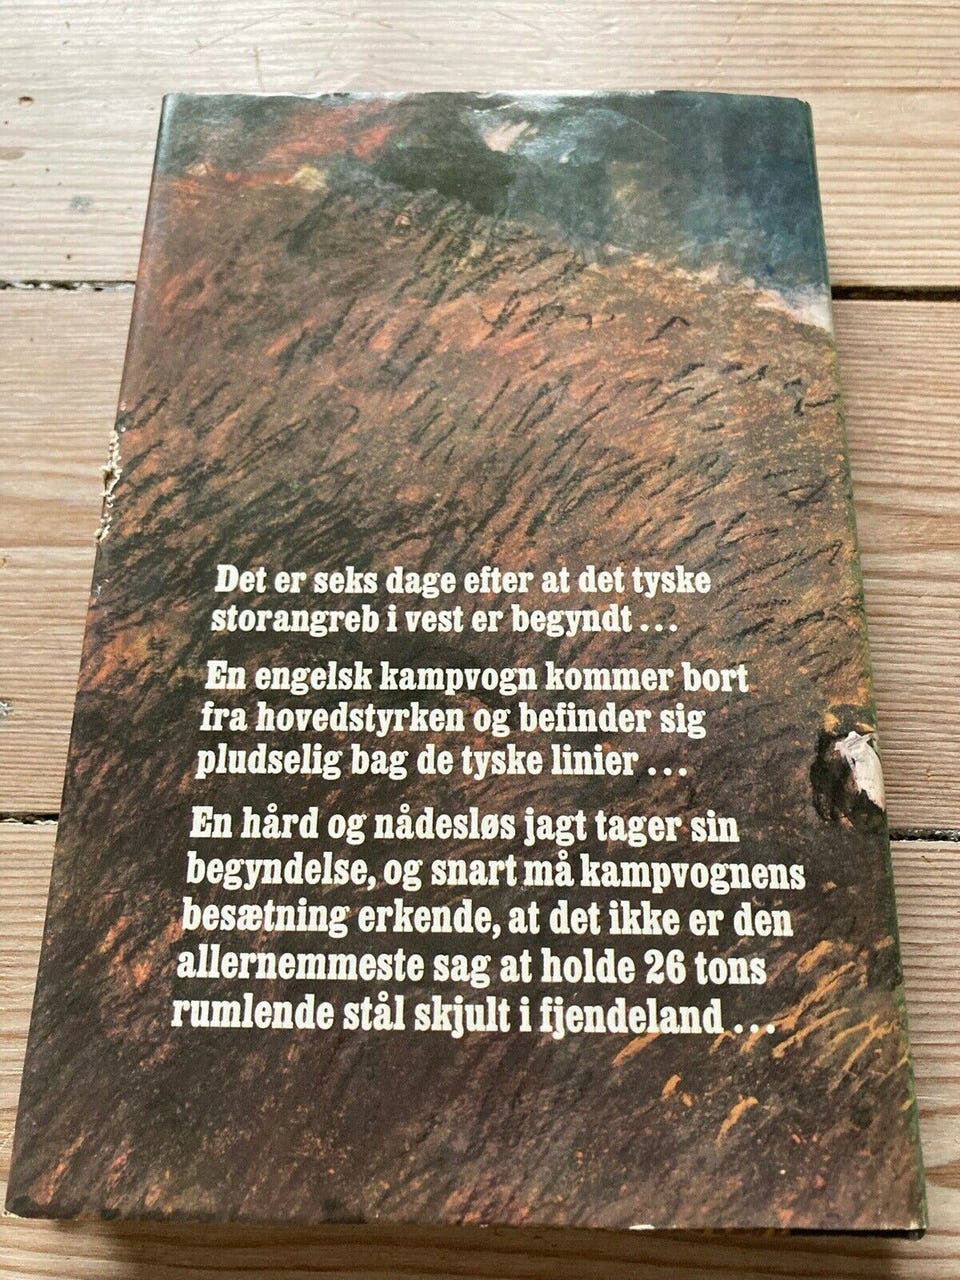 Det er seks dage efter at det tyske
storangreb i vest er begyndt ...
En engelsk kampvogn kommer bort
fra hovedstyrken og befinder sig
pludselig bag de tyske linier ...
En hård og nådesløs jagt tager sin
begyndelse, og snart må kampvognens
besætning erkende, at det ikke er den
allernemmeste sag at holde 26 tons
rumlende stål skjult i fjendeland ...